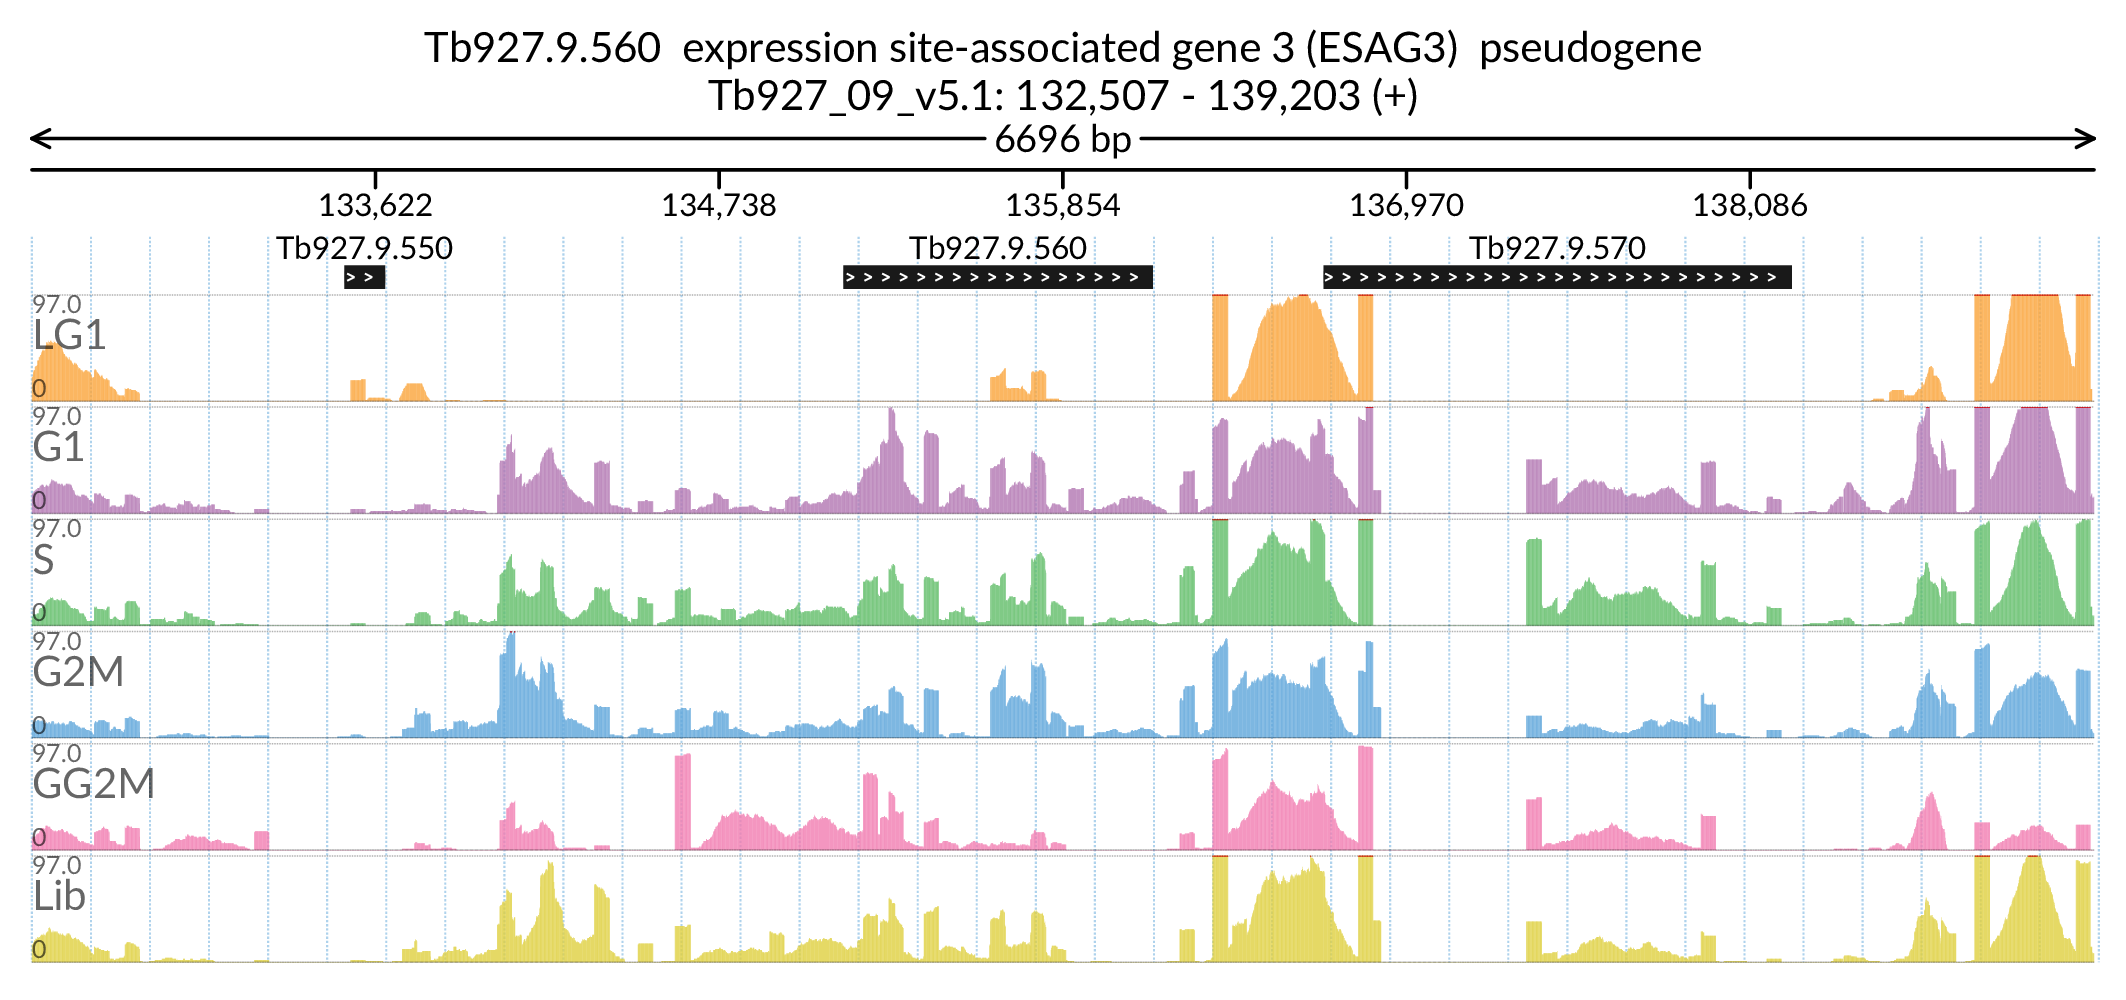 Tb927.9.560  expression site-associated gene 3 (ESAG3)  pseudogene
Tb927_09_v5.1: 132,507 - 139,203 (+)
6696 bp
133,622 134,738 135,854 136,970 138,086
Tb927.9.550 Tb927.9.560 Tb927.9.570
97.0
LG1
0
97.0
G1
0
97.0
S
0
97.0
G2M
0
97.0
GG2M
0
97.0
Lib
0